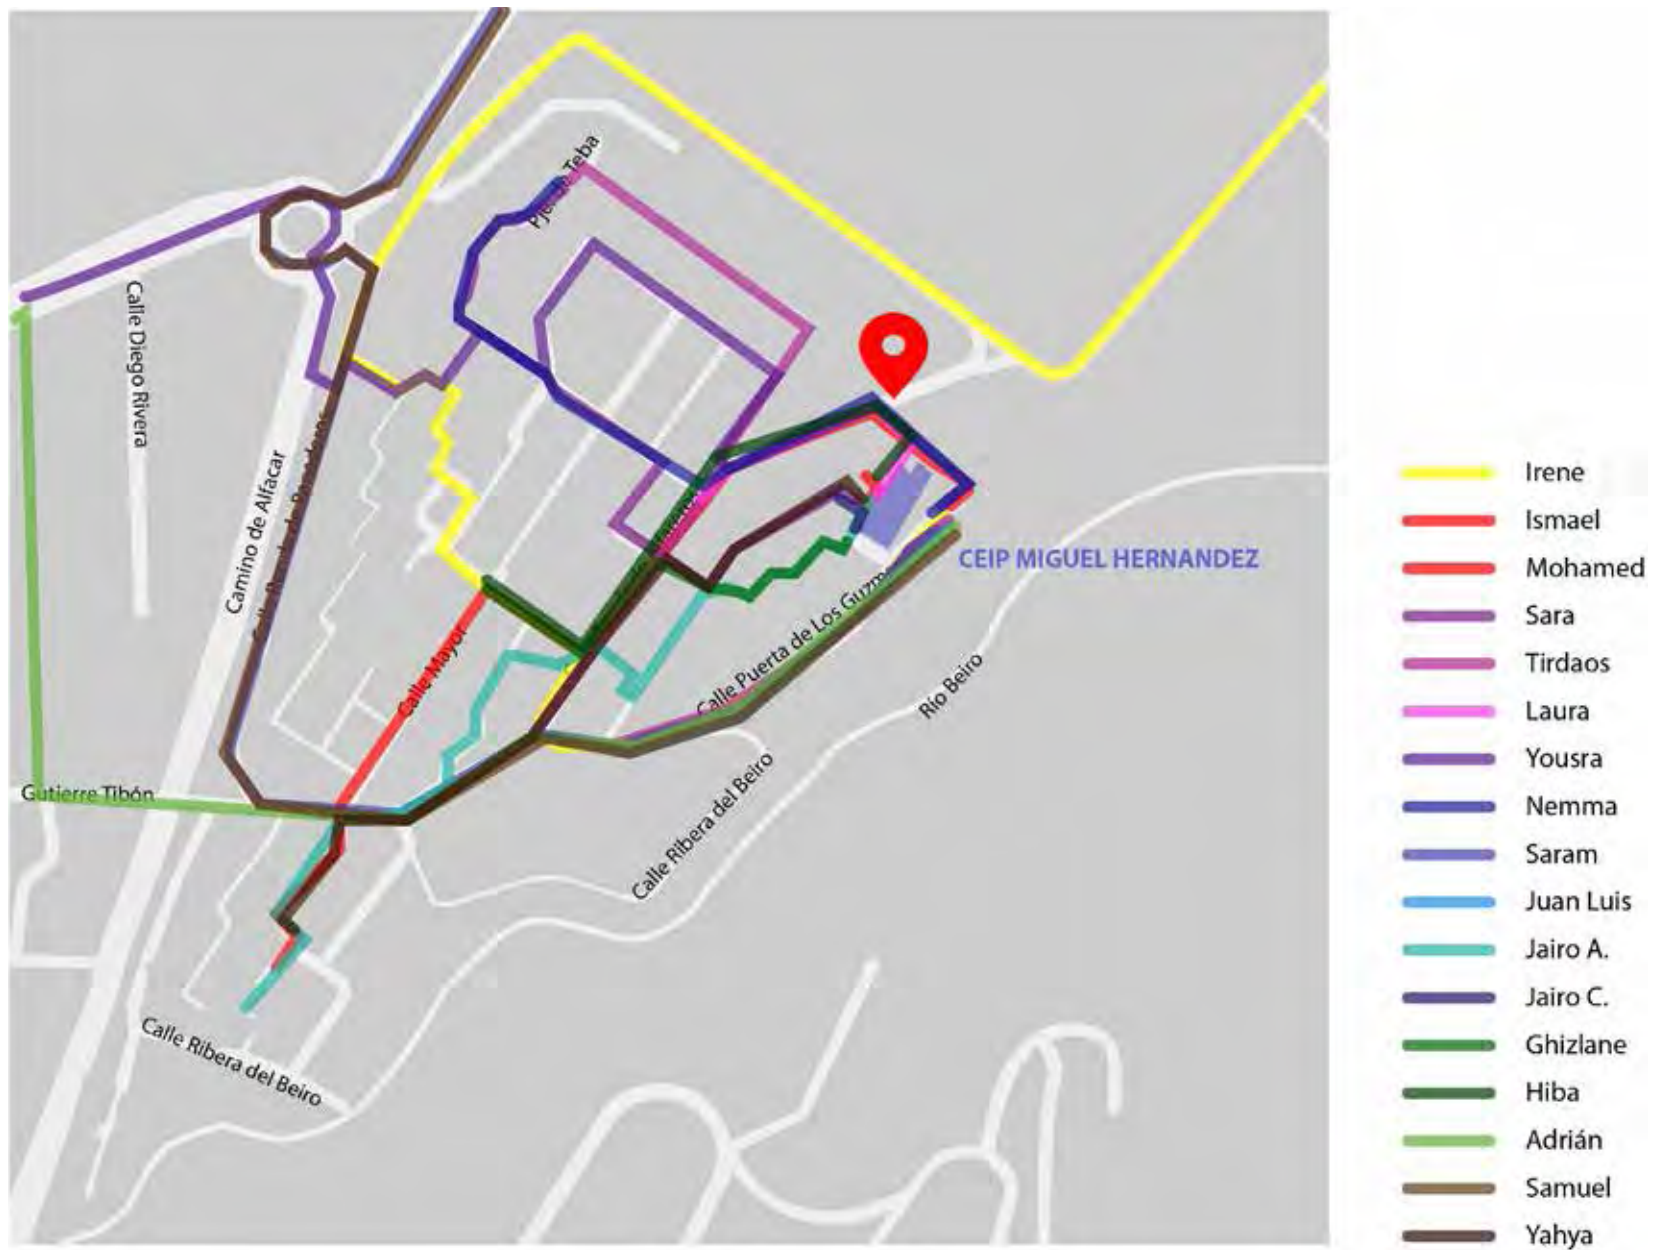 Pje. de Teba
Calle Diego Rivera
Camino de Alfacar
CEIP MIGUEL HERNANDEZ
Calle Puerta de Los Guzm
Calle Mayor
Río Beiro
Gutierre Tibón
Calle Ribera del Beiro
Calle Ribera del Beiro
Irene
Ismael
Mohamed
Sara
Tirdaos
Laura
Yousra
Nemma
Saram
Juan Luis
Jairo A.
Jairo C.
Ghizlane
Hiba
Adrián
Samuel
Yahya